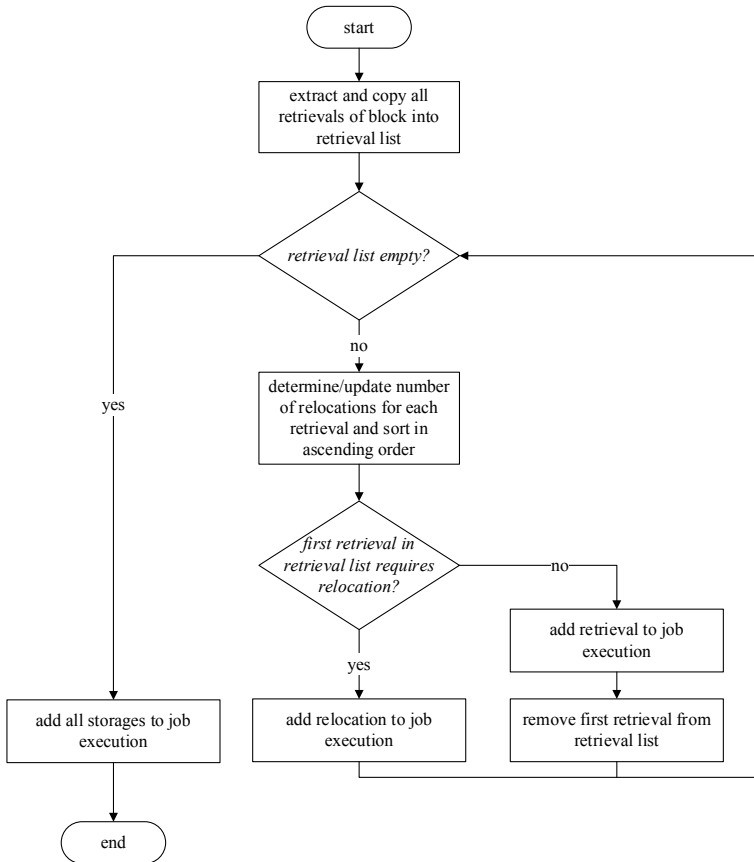 start
extract and copy all
retrievals of block into
retrieval list
retrieval list empty?
no
yes
determine/update number
of relocations for each
retrieval and sort in
ascending order
first retrieval in
retrieval list requires
relocation?
no
add retrieval to job
execution
yes
add all storages to job
execution
add relocation to job
execution
remove first retrieval from
retrieval list
end